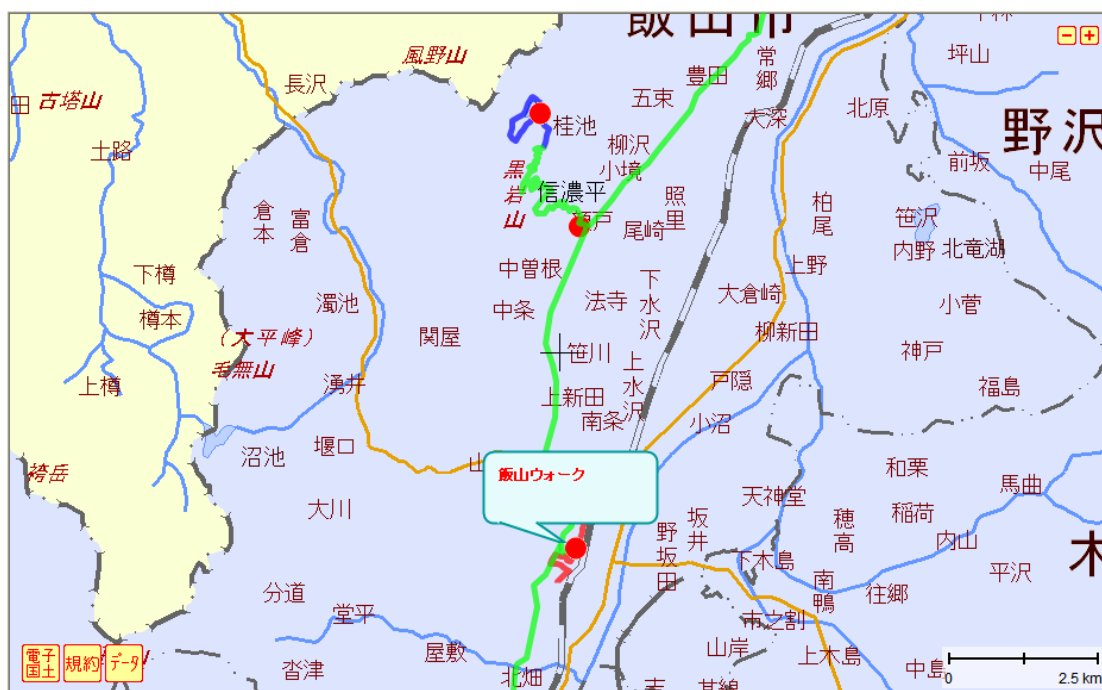 飯山市
常郷
豊田
五束
大深
坪山
風野山
長沢
古塔山
田
土路
桂池
柳沢
小境
北原
野沢
前坂
中尾
黒岩山
信濃平
照里
柏尾
笹沢
倉本
富倉
瀬戸
尾崎
内野
北竜湖
中曽根
下水沢
上野
下樽
濁池
中条
法寺
大倉崎
小菅
樽本
(大平峰)
毛無山
関屋
笹川
上水沢
柳新田
神戸
上樽
湧井
上新田
戸隠
福島
南条
小沼
沼池
堰口
山
袴岳
飯山ウォーク
和栗
馬曲
大川
天神堂
坂井
穂高
稲荷
野坂田
内山
木
下木島
平沢
分道
南鴨
往郷
堂平
市之割
屋敷
山岸
上木島
中島
電子国土
規約
データ
山
沓津
北畑
0
2.5 km